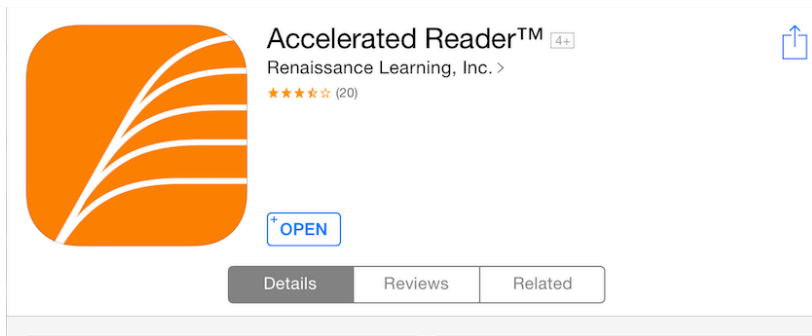 Accelerated Reader™ 4+
Renaissance Learning, Inc. >
(20)
+ OPEN
Details Reviews Related